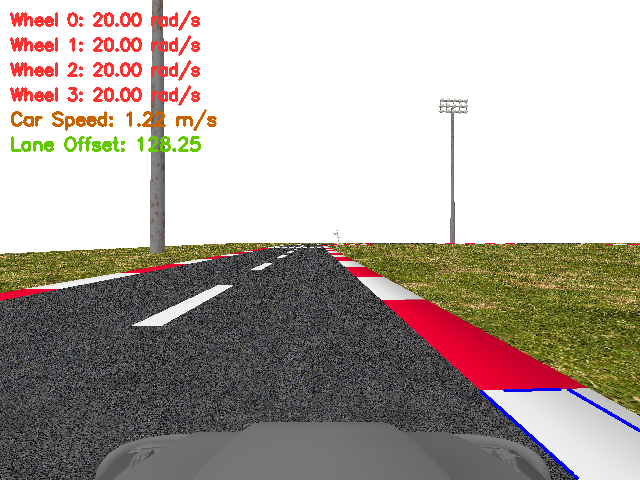 Wheel 0: 20.00 rad/s
Wheel 1: 20.00 rad/s
Wheel 2: 20.00 rad/s
Wheel 3: 20.00 rad/s
Car Speed: 1.22 m/s
Lane Offset: 128.25